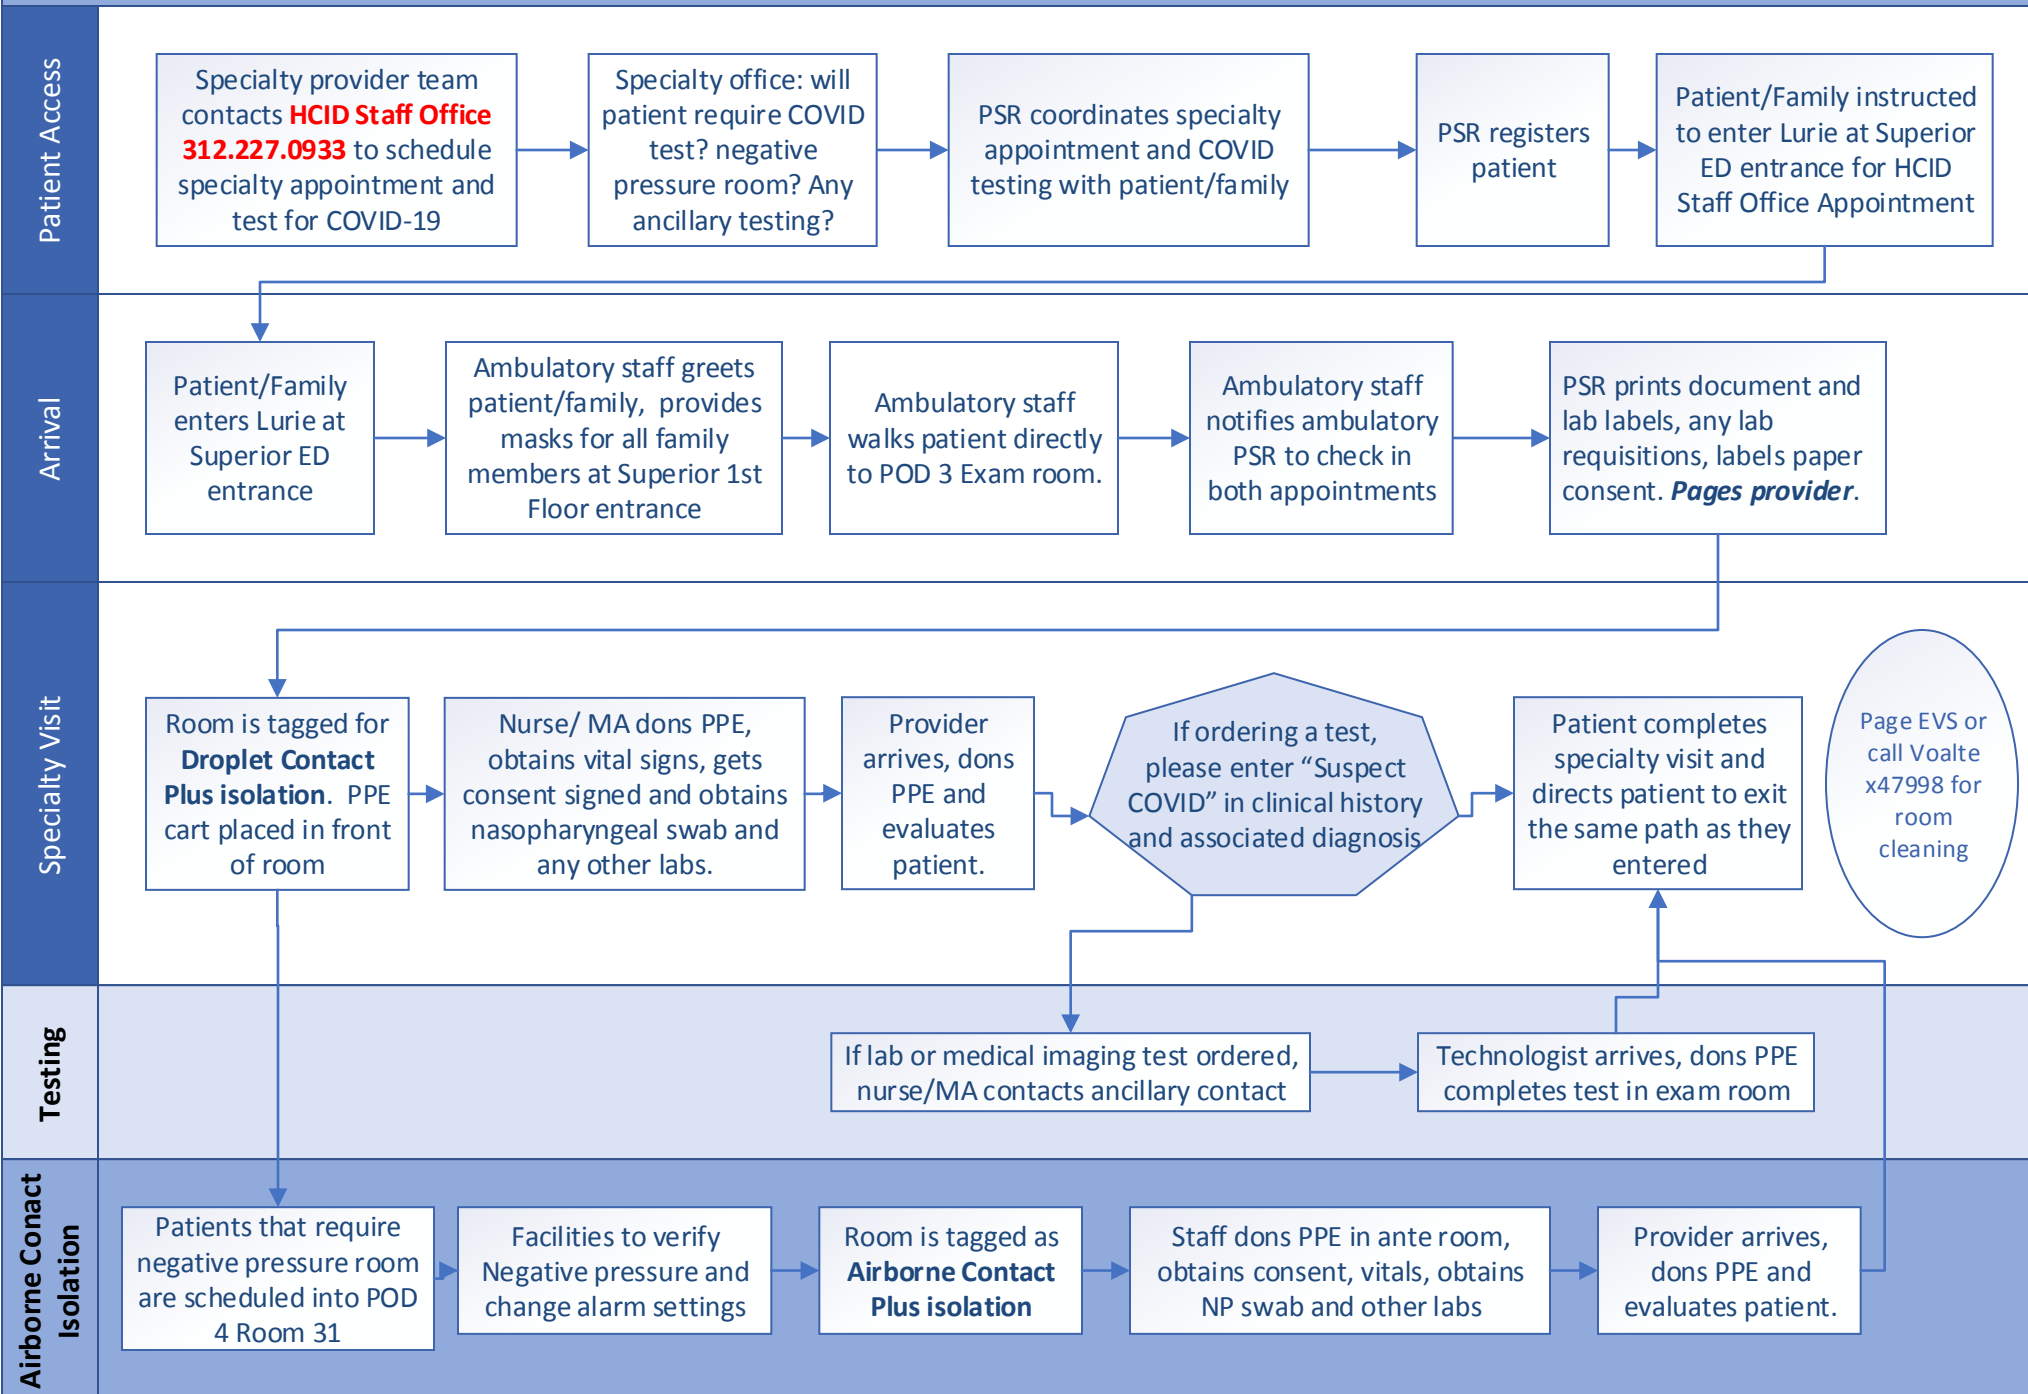 Patient Access
Specialty provider team
contacts HCID Staff Office
312.227.0933 to schedule
specialty appointment and
test for COVID-19
Specialty office: will
patient require COVID
test? negative
pressure room? Any
ancillary testing?
PSR coordinates specialty
appointment and COVID
testing with patient/family
PSR registers
patient
Patient/Family instructed
to enter Lurie at Superior
ED entrance for HCID
Staff Office Appointment
Arrival
Patient/Family
enters Lurie at
Superior ED
entrance
Ambulatory staff greets
patient/family, provides
masks for all family
members at Superior 1st
Floor entrance
Ambulatory staff
walks patient directly
to POD 3 Exam room.
Ambulatory staff
notifies ambulatory
PSR to check in
both appointments
PSR prints document and
lab labels, any lab
requisitions, labels paper
consent. Pages provider.
Specialty Visit
Room is tagged for
Droplet Contact
Plus isolation. PPE
cart placed in front
of room
Nurse/ MA dons PPE,
obtains vital signs, gets
consent signed and obtains
nasopharyngeal swab and
any other labs.
Provider
arrives, dons
PPE and
evaluates
patient.
If ordering a test,
please enter “Suspect
COVID” in clinical history
and associated diagnosis
Patient completes
specialty visit and
directs patient to exit
the same path as they
entered
Page EVS or
call Voalte
x47998 for
room
cleaning
Testing
If lab or medical imaging test ordered,
nurse/MA contacts ancillary contact
Technologist arrives, dons PPE
completes test in exam room
Airborne Conact
Isolation
Patients that require
negative pressure room
are scheduled into POD
4 Room 31
Facilities to verify
Negative pressure and
change alarm settings
Room is tagged as
Airborne Contact
Plus isolation
Staff dons PPE in ante room,
obtains consent, vitals, obtains
NP swab and other labs
Provider arrives,
dons PPE and
evaluates patient.